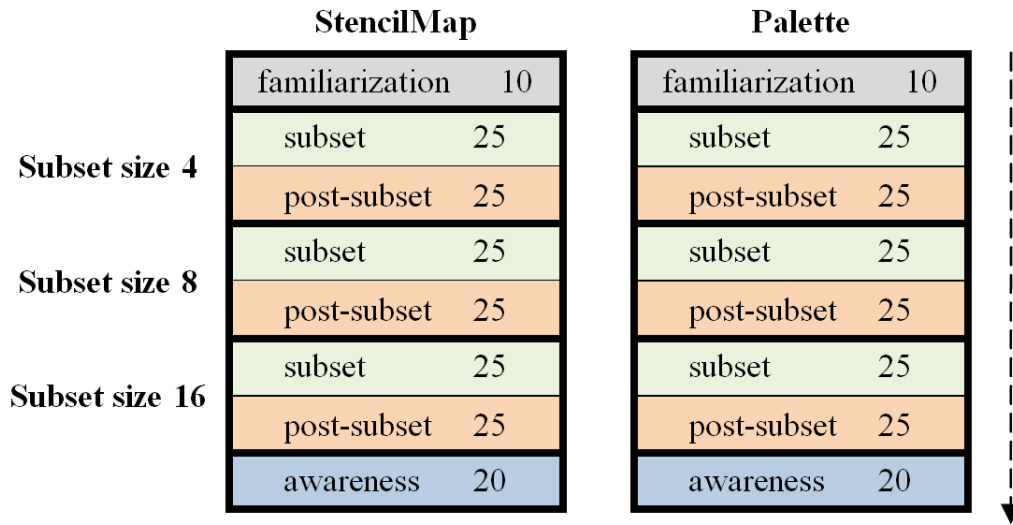 StencilMap Palette
familiarization 10 familiarization 10
subset 25 subset 25
Subset size 4
post-subset 25 post-subset 25
subset 25 subset 25
Subset size 8
post-subset 25 post-subset 25
subset 25 subset 25
Subset size 16
post-subset 25 post-subset 25
awareness 20 awareness 20